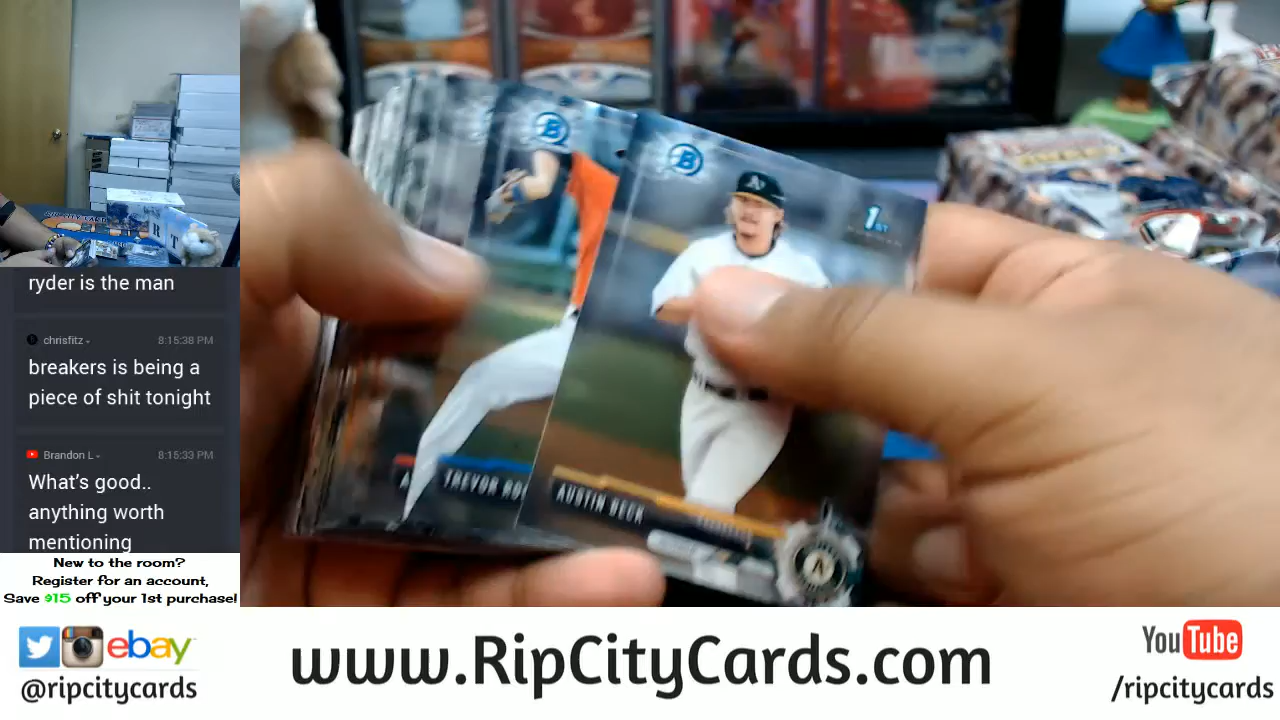 ryder is the man
chrisfitz
8:15:38 PM
breakers is being a
piece of shit tonight
Brandon L
8:15:33 PM
What's good..
anything worth
mentioning
New to the room?
Register for an account,
Save $15 off your 1st purchase!
B
B
A
1ST
TREVOR
AUSTIN BECK
A
ebay
@ripcitycards
www.RipCityCards.com
YouTube
/ripcitycards